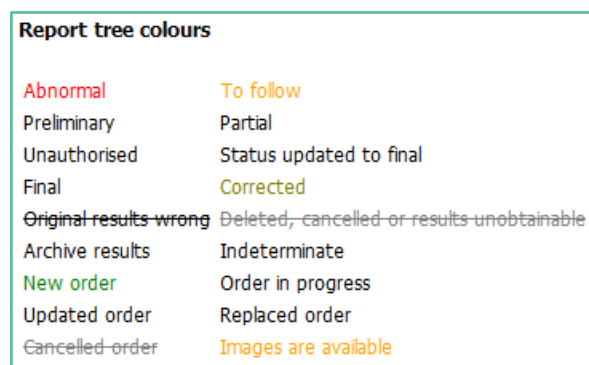 Report tree colours
Abnormal To follow
Preliminary Partial
Unauthorised Status updated to final
Final Corrected
Original results wrong Deleted, cancelled or results unobtainable
Archive results Indeterminate
New order Order in progress
Updated order Replaced order
Cancelled order Images are available